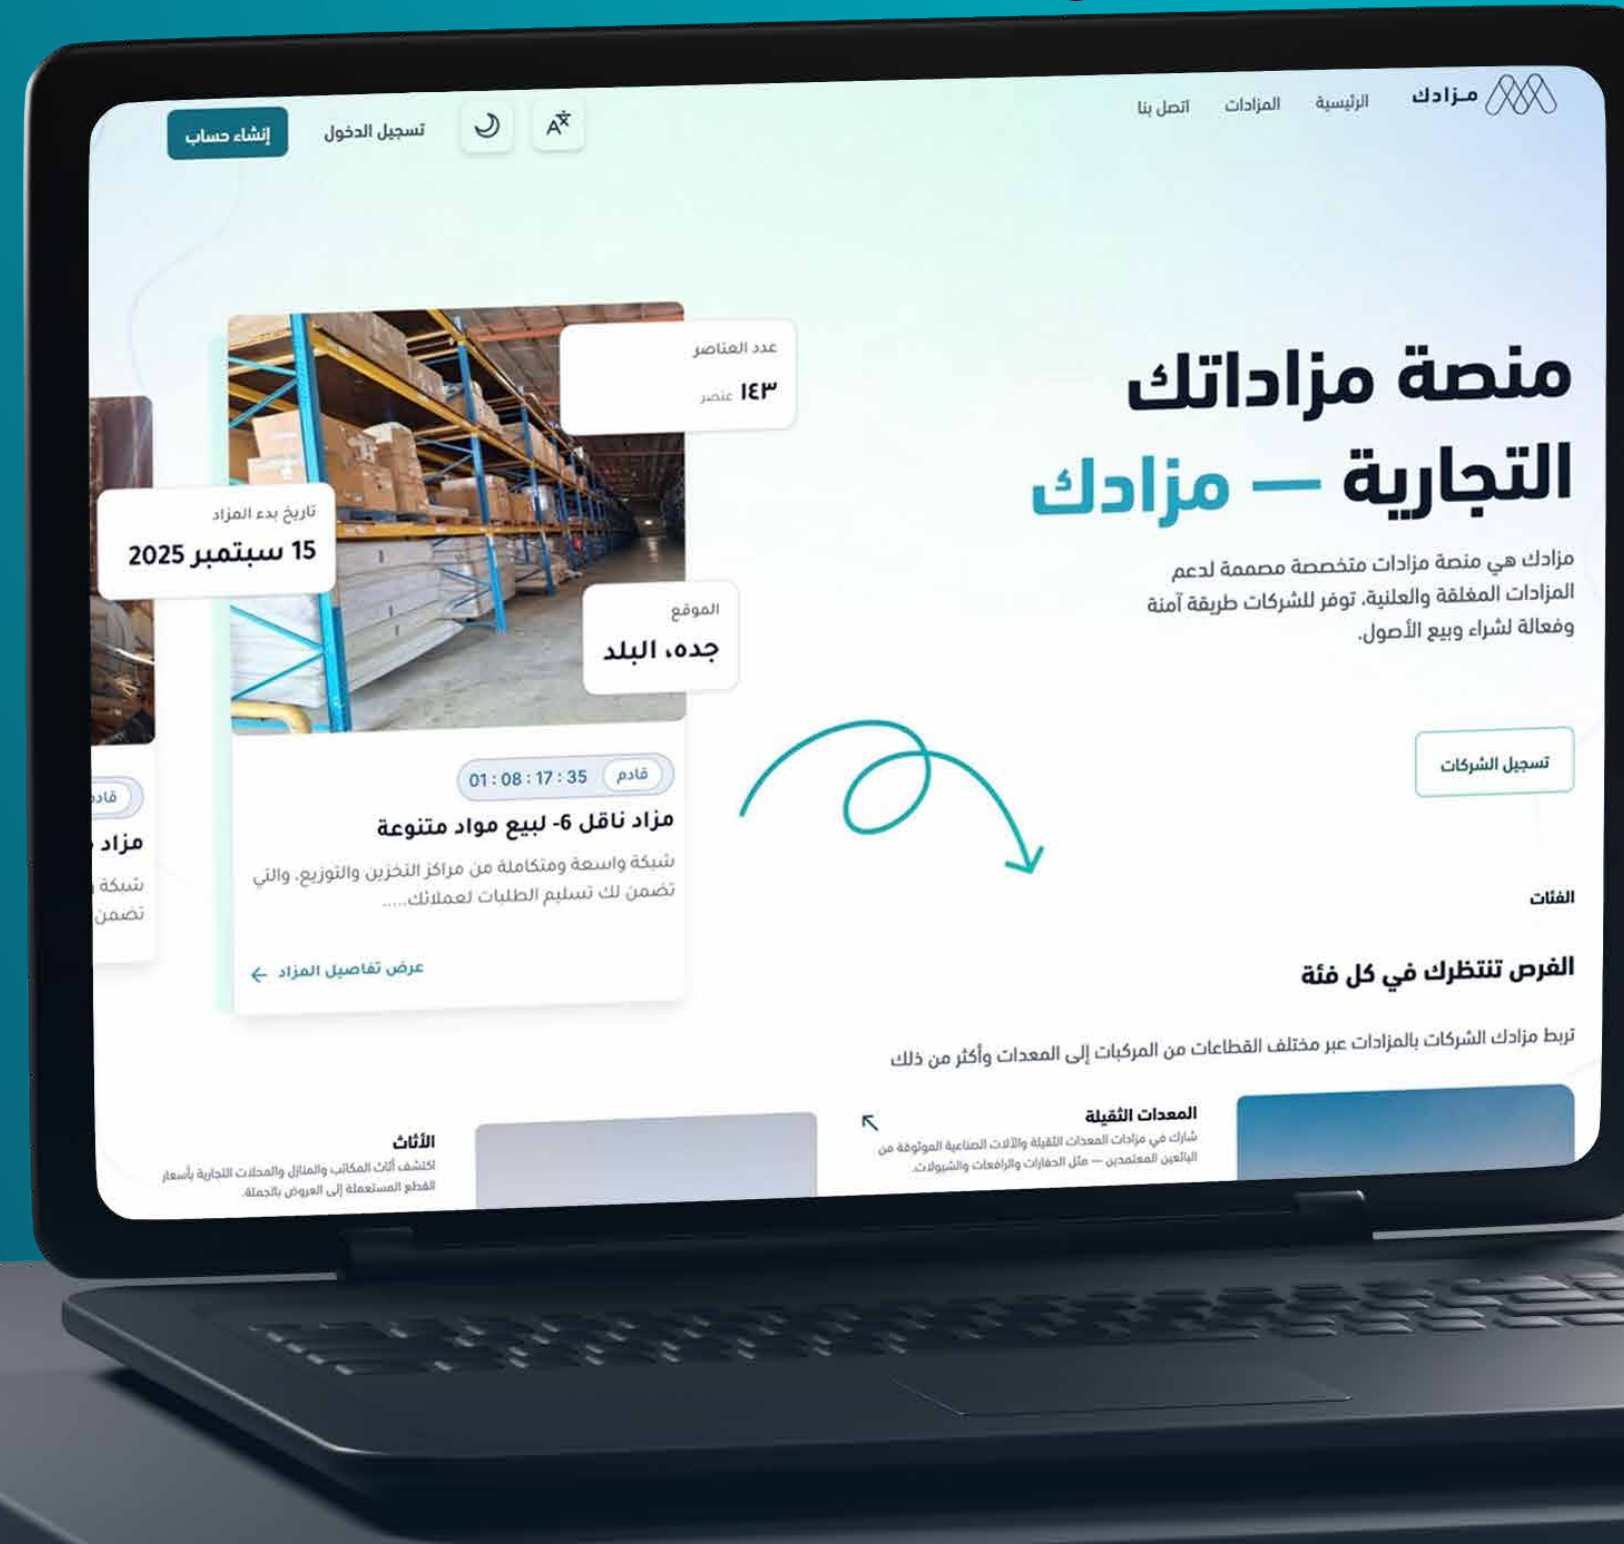 مزادك
الرئيسية
المزادات
اتصل بنا
تسجيل الدخول
إنشاء حساب
منصة مزاداتك
التجارية — مزادك
مزادك هي منصة مزادات متخصصة مصممة لدعم
المزادات المغلقة والعلنية، توفر للشركات طريقة آمنة
وفعالة لشراء وبيع الأصول.
تسجيل الشركات
عدد العناصر
١٤٣ عنصر
تاريخ بدء المزاد
15 سبتمبر 2025
الموقع
جده، البلد
قادم
01 : 08 : 17 : 35
مزاد ناقل 6- لبيع مواد متنوعة
شبكة واسعة ومتكاملة من مراكز التخزين والتوزيع، والتي
تضمن لك تسليم الطلبات لعملائك.....
عرض تفاصيل المزاد
مزاد
تضمن
الفئات
الفرص تنتظرك في كل فئة
تربط مزادك الشركات بالمزادات عبر مختلف القطاعات من المركبات إلى المعدات وأكثر من ذلك
المعدات الثقيلة
شارك في مزادات المعدات الثقيلة والآلات الصناعية الموثوقة من
البائعين المعتمدين — مثل الحفارات والرافعات والشيولات.
الأثاث
اكتشف أثاث المكاتب والمنازل والمحلات التجارية بأسعار
القطع المستعملة إلى العروض بالجملة.